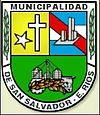 MUNICIPALIDAD
DE SAN SALVADOR - E. RIOS